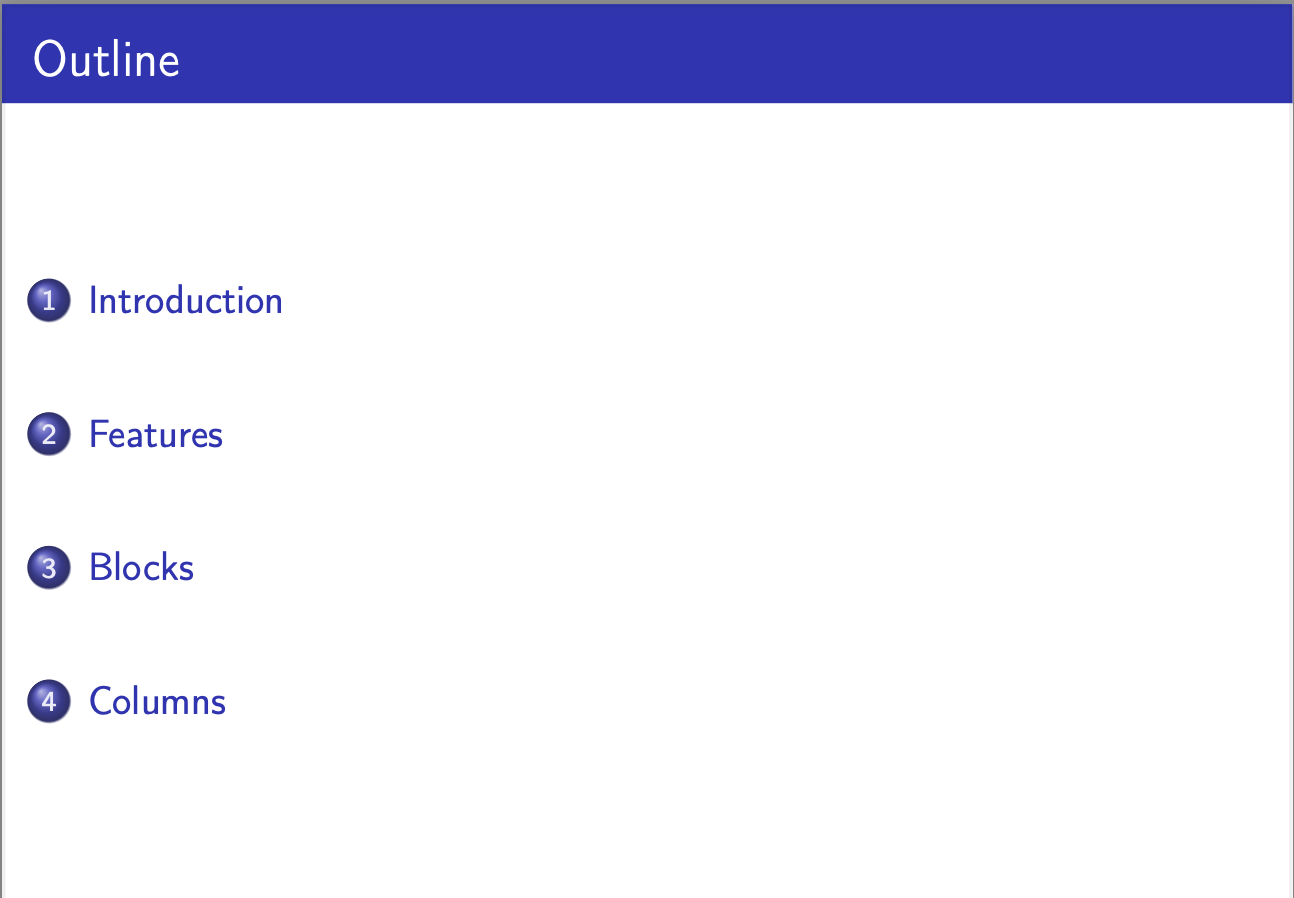 Outline
1 Introduction
2 Features
3 Blocks
4 Columns